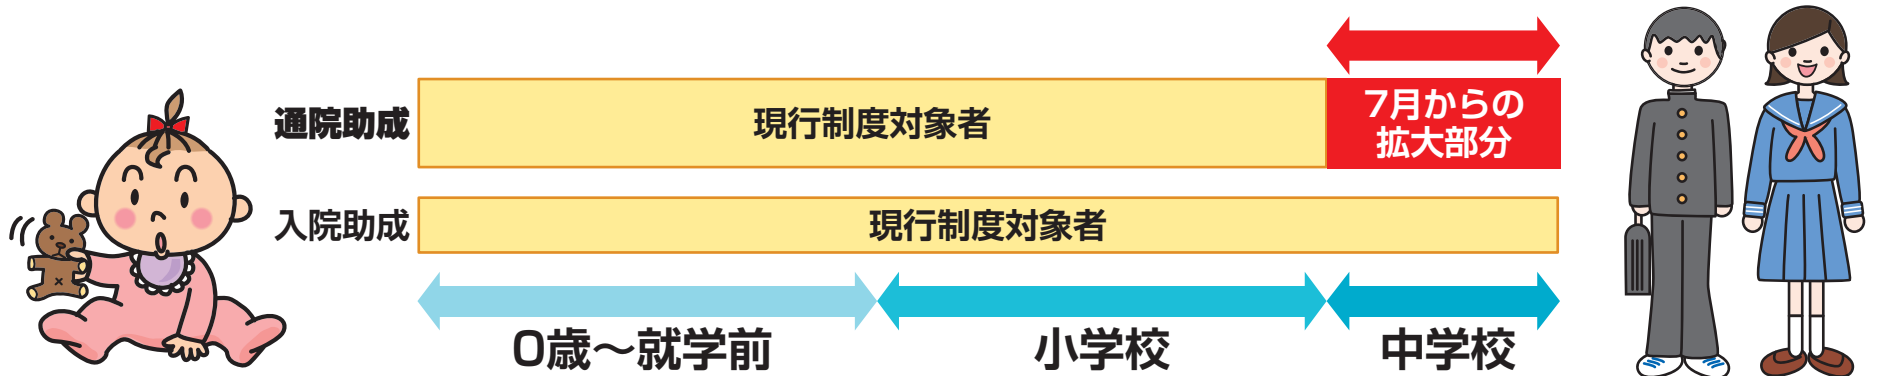 通院助成
現行制度対象者
7月からの
拡大部分
入院助成
現行制度対象者
0歳～就学前
小学校
中学校